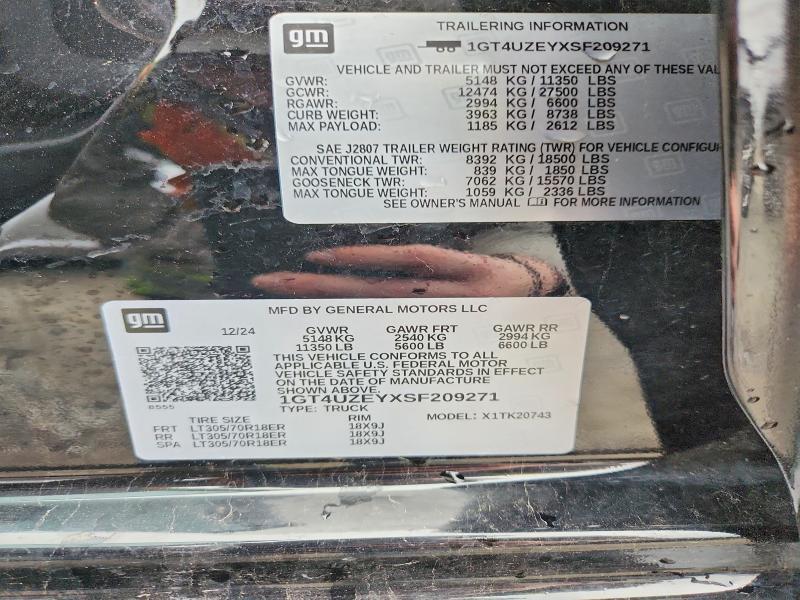 gm
TRAILERING INFORMATION
1GT4UZEYXSF209271
VEHICLE AND TRAILER MUST NOT EXCEED ANY OF THESE
GVWR: 5148 KG / 11350 LBS
GCWR: 12474 KG / 27500 LBS
RGAWR: 2994 KG / 6600 LBS
CURB WEIGHT: 3963 KG / 8738 LBS
MAX PAYLOAD: 1185 KG / 2612 LBS
SAE J2807 TRAILER WEIGHT RATING (TWR) FOR VEHICLE
CONVENTIONAL TWR: 8392 KG / 18500 LBS
MAX TONGUE WEIGHT: 839 KG / 1850 LBS
GOOSENECK TWR: 7062 KG / 15570 LBS
MAX TONGUE WEIGHT: 1059 KG / 2336 LBS
SEE OWNER'S MANUAL FOR MORE INFORMATION
gm
MFD BY GENERAL MOTORS LLC
12/24 GVWR GAWR FRT GAWR RR
5148 KG 2540 KG 2994 KG
11350 LB 5600 LB 6600 LB
THIS VEHICLE CONFORMS TO ALL
APPLICABLE U.S. FEDERAL MOTOR
VEHICLE SAFETY STANDARDS IN EFFECT
ON THE DATE OF MANUFACTURE
SHOWN ABOVE.
1GT4UZEYXSF209271
TYPE: TRUCK
MODEL: X1TK20743
TIRE SIZE RIM
FRT LT305/70R18ER 18X9J
RR LT305/70R18ER 18X9J
SPA LT305/70R18ER 18X9J